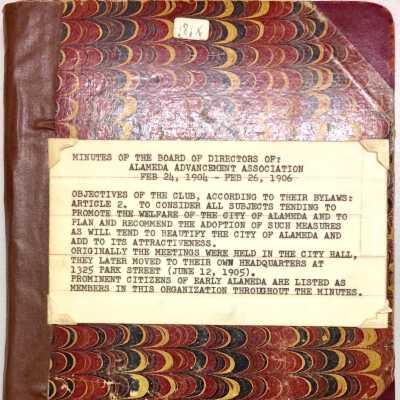 MINUTES OF THE BOARD OF DIRECTORS OF:
ALAMEDA ADVANCEMENT ASSOCIATION
FEB 24, 1904 - FEB 26, 1906
OBJECTIVES OF THE CLUB, ACCORDING TO THEIR BYLAWS:
ARTICLE 2. TO CONSIDER ALL SUBJECTS TENDING TO
PROMOTE THE WELFARE OF THE CITY OF ALAMEDA AND TO
PLAN AND RECOMMEND THE ADOPTION OF SUCH MEASURES
AS WILL TEND TO BEAUTIFY THE CITY OF ALAMEDA AND
ADD TO ITS ATTRACTIVENESS.
ORIGINALLY THE MEETINGS WERE HELD IN THE CITY HALL,
THEY LATER MOVED TO THEIR OWN HEADQUARTERS AT
1325 PARK STREET (JUNE 12, 1905).
PROMINENT CITIZENS OF EARLY ALAMEDA ARE LISTED AS
MEMBERS IN THIS ORGANIZATION THROUGHOUT THE MINUTES.